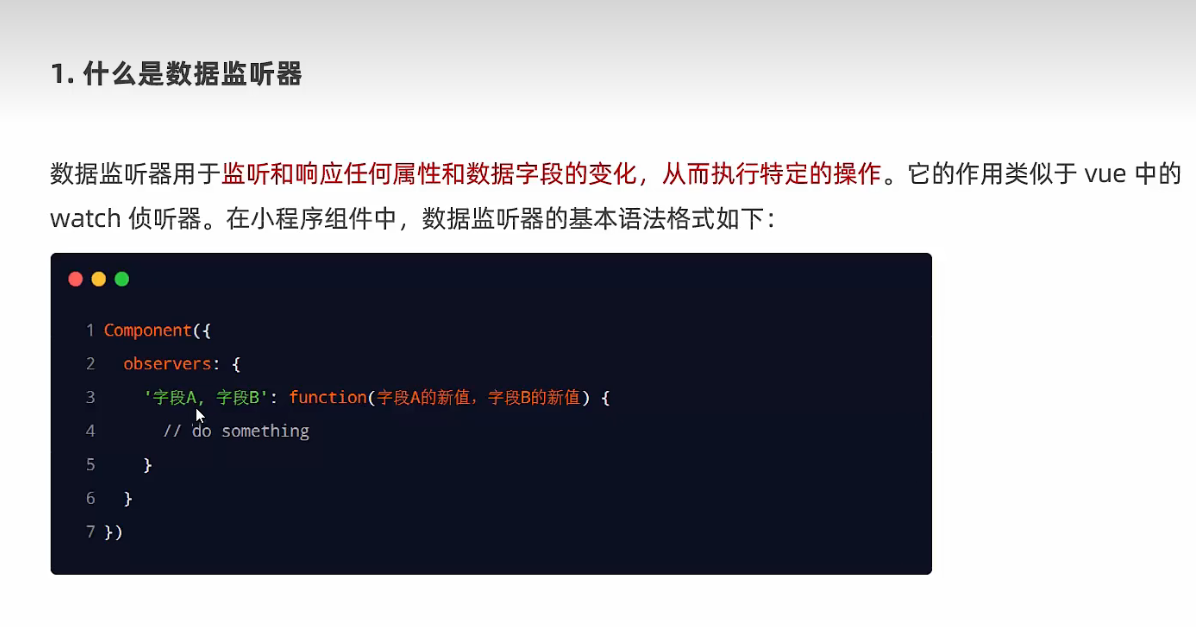 1. 什么是数据监听器
数据监听器用于监听和响应任何属性和数据字段的变化，从而执行特定的操作。它的作用类似于 vue 中的
watch 侦听器。在小程序组件中，数据监听器的基本语法格式如下：
1 Component({
2   observers: {
3     '字段A, 字段B': function(字段A的新值, 字段B的新值) {
4       // do something
5     }
6   }
7 })